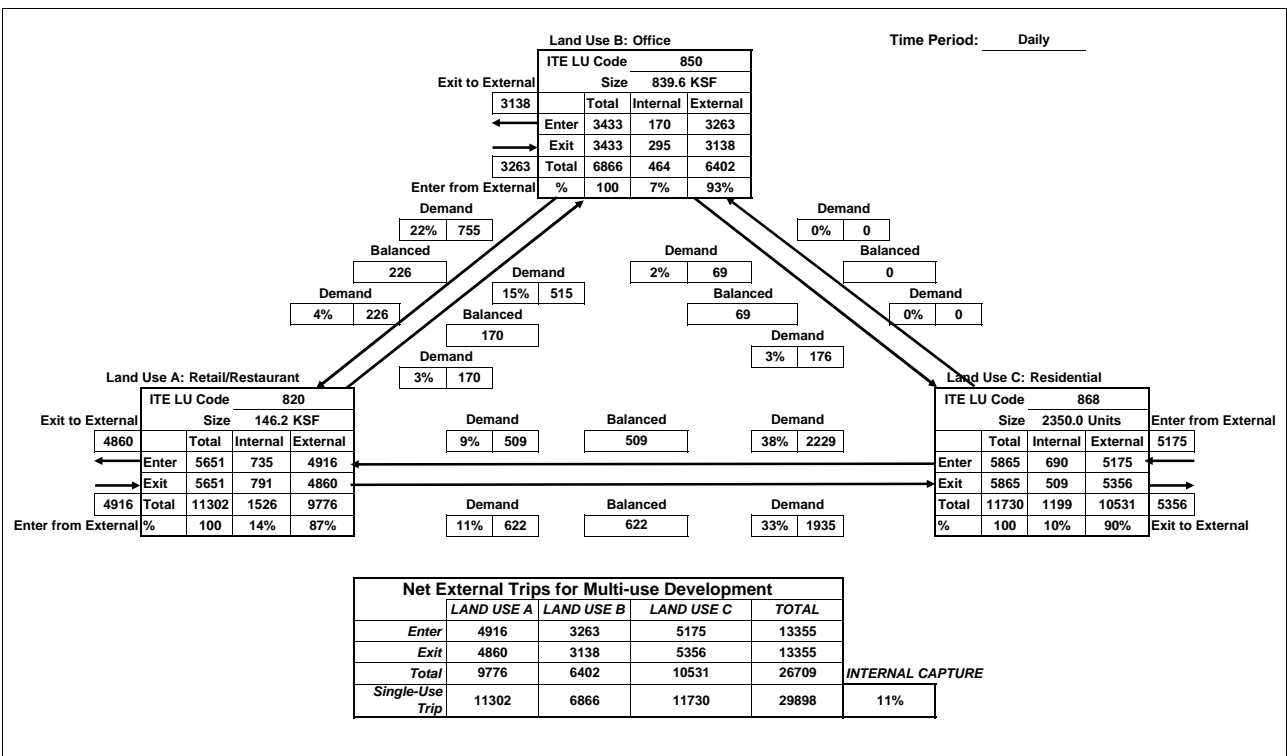 Land Use B: Office
Time Period: Daily
ITE LU Code 850
Exit to External Size 839.6 KSF
3138 Total Internal External
Enter 3433 170 3263
Exit 3433 295 3138
3263 Total 6866 464 6402
Enter from External % 100 7% 93%
Demand Demand
22% 755 0% 0
Balanced Demand Balanced
226 2% 69 0
Demand Demand Balanced Demand
4% 226 15% 515 69 0% 0
Balanced
170 Demand
Demand 3% 176
3% 170
Land Use A: Retail/Restaurant Land Use C: Residential
ITE LU Code 820 ITE LU Code 868
Exit to External Size 146.2 KSF Demand Balanced Demand Size 2350.0 Units Enter from External
4860 Total Internal External 9% 509 509 38% 2229 Total Internal External 5175
Enter 5651 735 4916 Enter 5865 690 5175
Exit 5651 791 4860 Exit 5865 509 5356
4916 Total 11302 1526 9776 Demand Balanced Demand Total 11730 1199 10531 5356
Enter from External % 100 14% 87% 11% 622 622 33% 1935 % 100 10% 90% Exit to External
Net External Trips for Multi-use Development
LAND USE A LAND USE B LAND USE C TOTAL
Enter 4916 3263 5175 13355
Exit 4860 3138 5356 13355
Total 9776 6402 10531 26709 INTERNAL CAPTURE
Single-Use
Trip 11302 6866 11730 29898 11%